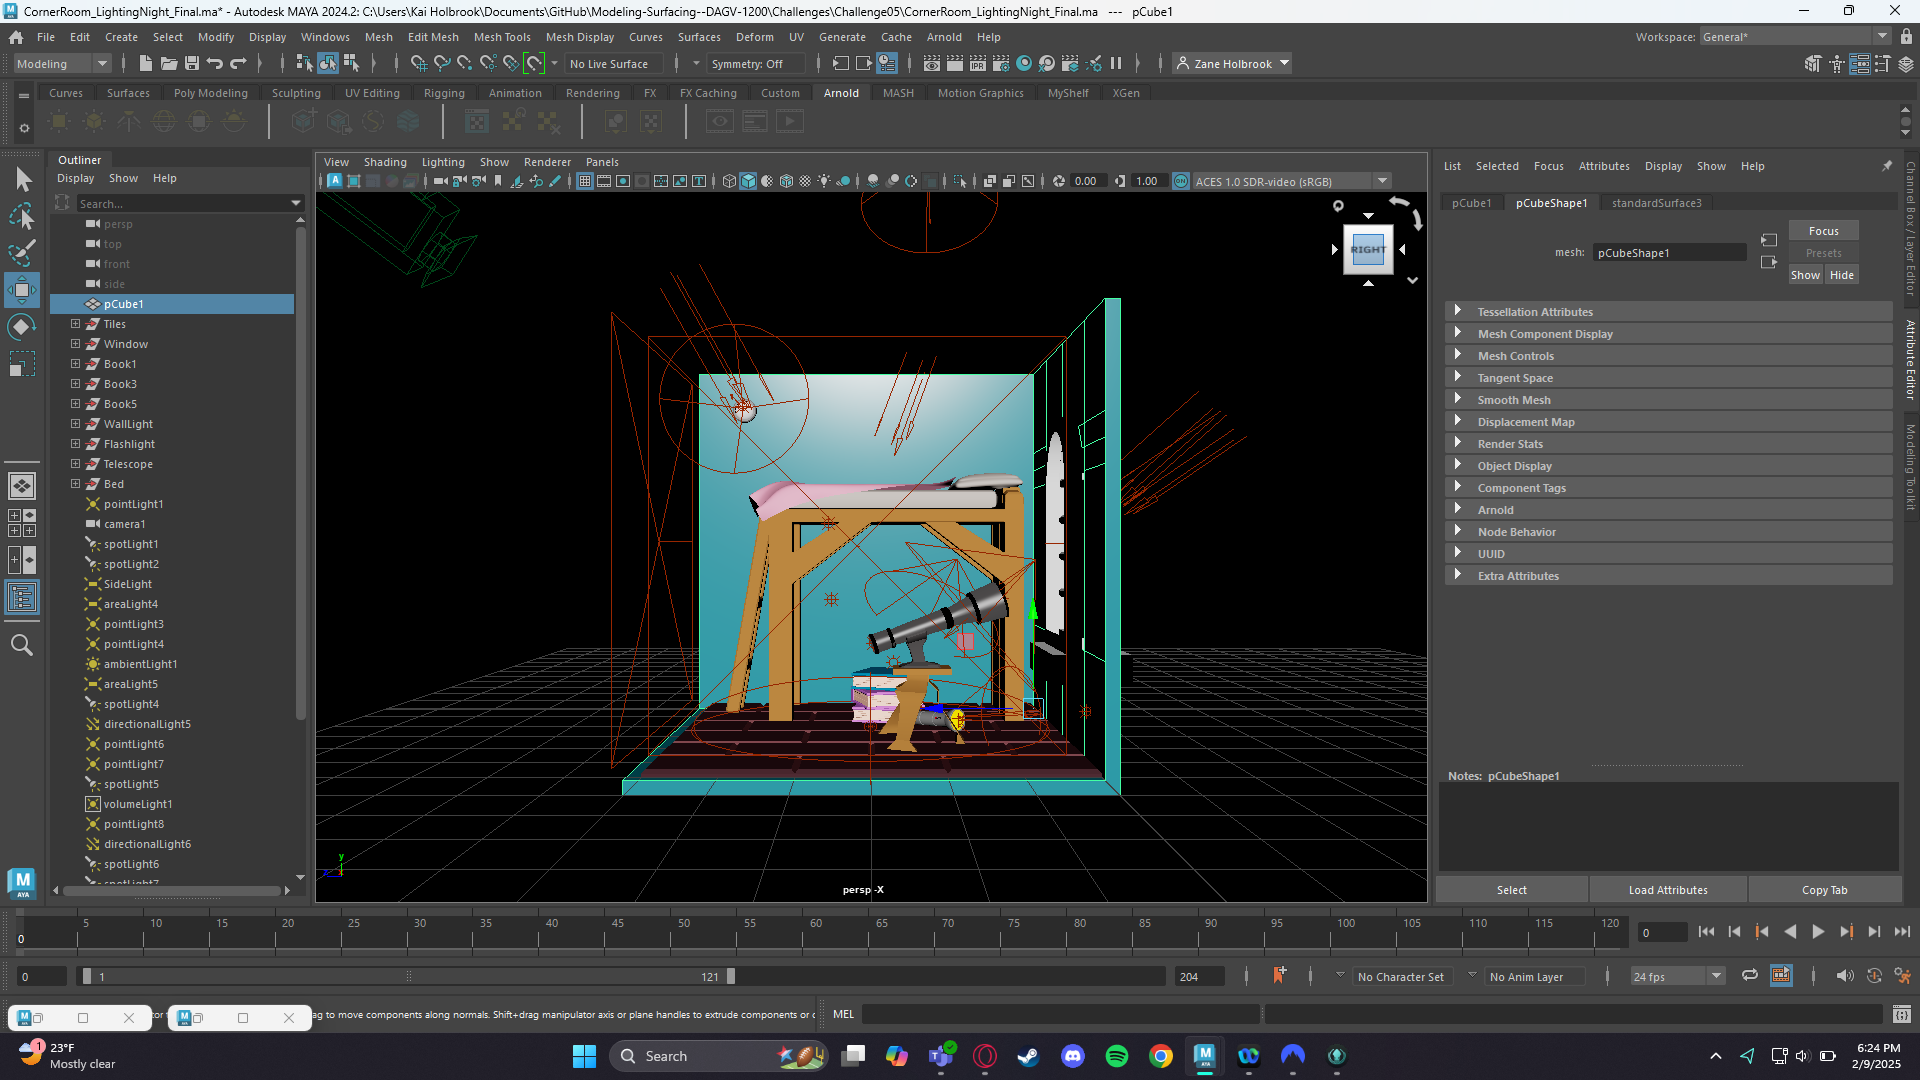 CornerRoom_LightingNight_Final.ma* - Autodesk MAYA 2024.2: C:\Users\Kai Holbrook\Documents\GitHub\Modeling-Surfacing--DAGV-1200\Challenges\Challenge05\CornerRoom_LightingNight_Final.ma --- pCube1
File Edit Create Select Modify Display Windows Mesh Edit Mesh Mesh Tools Mesh Display Curves Surfaces Deform UV Generate Cache Arnold Help
Workspace: General*
Modeling
No Live Surface
Symmetry: Off
IPR
Zane Holbrook
Curves Surfaces Poly Modeling Sculpting UV Editing Rigging Animation Rendering FX FX Caching Custom Arnold MASH Motion Graphics MyShelf XGen
Outliner
Display Show Help
Search...
persp
top
front
side
pCube1
Tiles
Window
Book1
Book3
Book5
WallLight
Flashlight
Telescope
Bed
pointLight1
camera1
spotLight1
spotLight2
SideLight
areaLight4
pointLight3
pointLight4
ambientLight1
areaLight5
spotLight4
directionalLight5
pointLight6
pointLight7
spotLight5
volumeLight1
pointLight8
directionalLight6
spotLight6
spotLight7
View Shading Lighting Show Renderer Panels
0.00
1.00
ON
ACES 1.0 SDR-video (sRGB)
RIGHT
persp -X
y
List Selected Focus Attributes Display Show Help
pCube1 pCubeShape1 standardSurface3
mesh: pCubeShape1
Focus
Presets
Show Hide
Tessellation Attributes
Mesh Component Display
Mesh Controls
Tangent Space
Smooth Mesh
Displacement Map
Render Stats
Object Display
Component Tags
Arnold
Node Behavior
UUID
Extra Attributes
Notes: pCubeShape1
Select
Load Attributes
Copy Tab
Channel Box / Layer Editor
Attribute Editor
Modeling Toolkit
5 10 15 20 25 30 35 40 45 50 55 60 65 70 75 80 85 90 95 100 105 110 115 120
0
0
0
1
121
204
No Character Set
No Anim Layer
24 fps
ag to move components along normals. Shift+drag manipulator axis or plane handles to extrude components or c
MEL
M
AYA
1
23°F
Mostly clear
Search
6:24 PM
2/9/2025